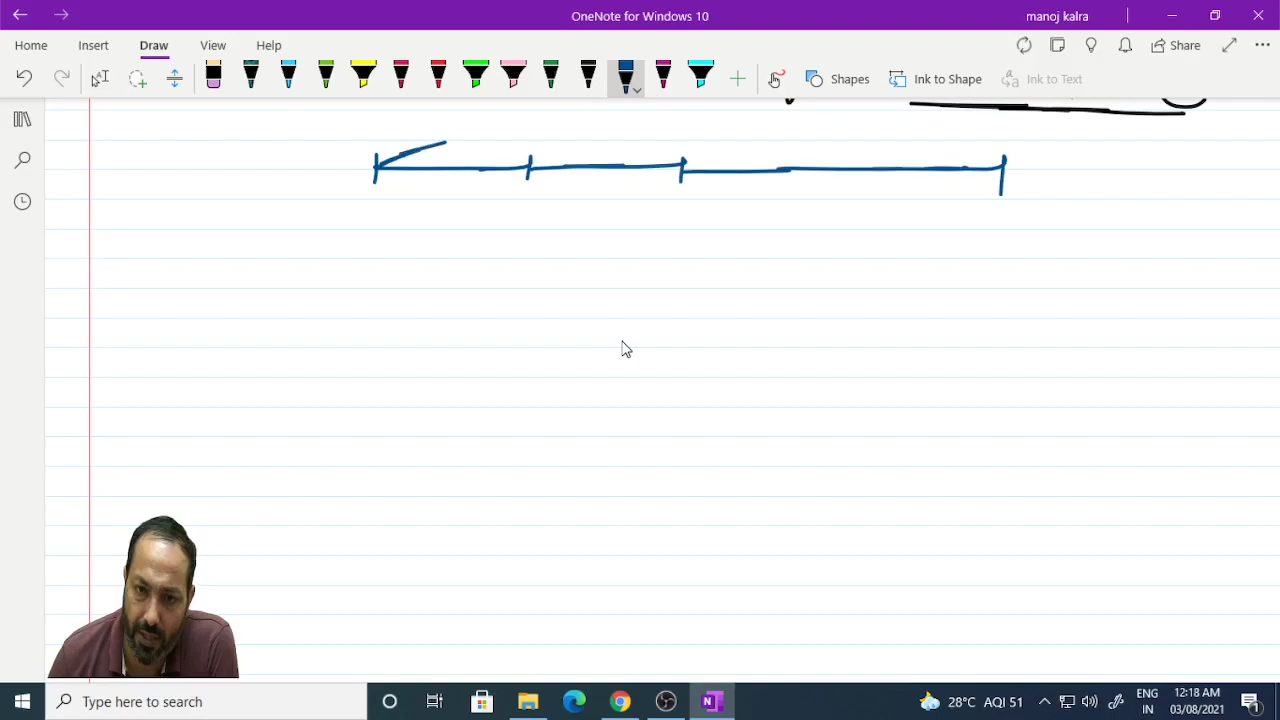 OneNote for Windows 10
manoj kalra
Home
Insert
Draw
View
Help
Share
Shapes
Ink to Shape
Ink to Text
Type here to search
28°C AQI 51
ENG
IN
12:18 AM
03/08/2021
1